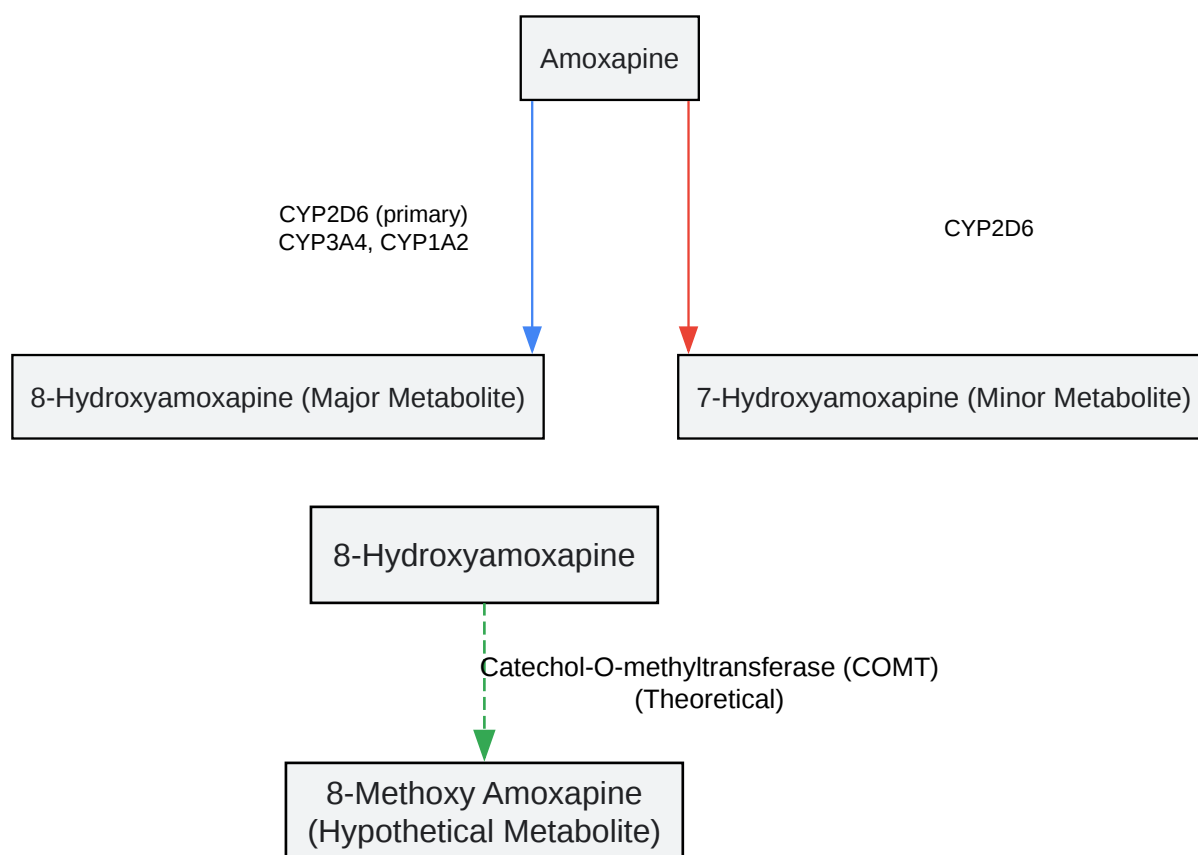 Amoxapine
CYP2D6 (primary)
CYP3A4, CYP1A2
CYP2D6
8-Hydroxyamoxapine (Major Metabolite)
7-Hydroxyamoxapine (Minor Metabolite)
8-Hydroxyamoxapine
Catechol-O-methyltransferase (COMT)
(Theoretical)
8-Methoxy Amoxapine
(Hypothetical Metabolite)